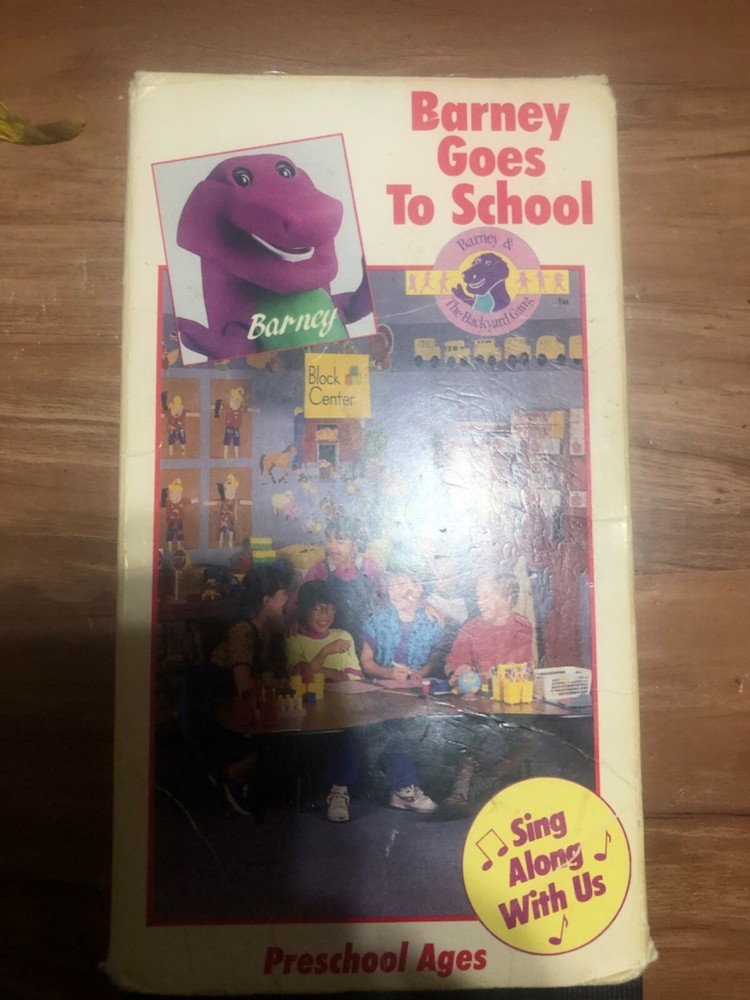 Barney
Goes
To School
Barney &
The Backyard Gang
TM
Barney
Block
Center
Sing
Along
With Us
Preschool Ages